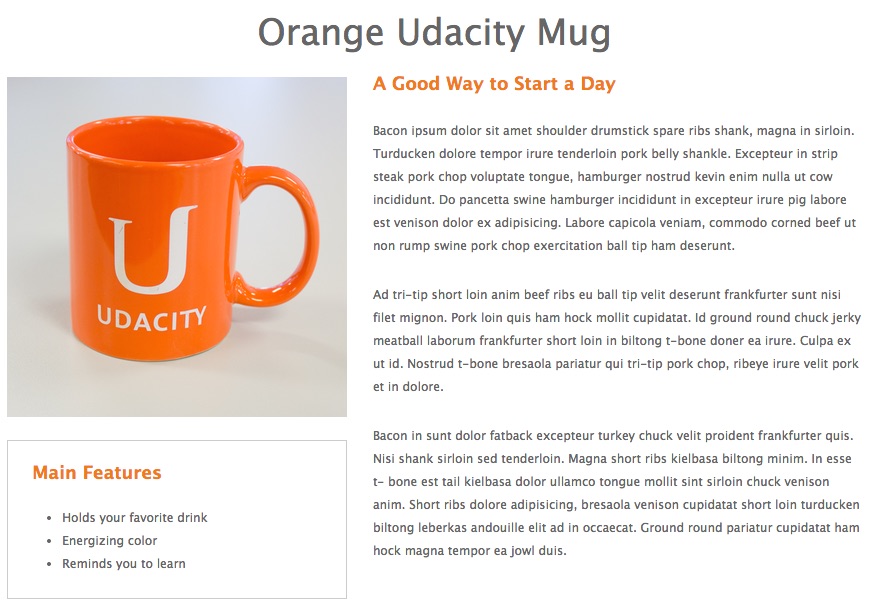 Orange Udacity Mug
U
UDACITY
Main Features
Holds your favorite drink
Energizing color
Reminds you to learn
A Good Way to Start a Day
Bacon ipsum dolor sit amet shoulder drumstick spare ribs shank, magna in sirloin.
Turducken dolore tempor irure tenderloin pork belly shankle. Excepteur in strip
steak pork chop voluptate tongue, hamburger nostrud kevin enim nulla ut cow
incididunt. Do pancetta swine hamburger incididunt in excepteur irure pig labore
est venison dolor ex adipisicing. Labore capicola veniam, commodo corned beef ut
non rump swine pork chop exercitation ball tip ham deserunt.
Ad tri-tip short loin anim beef ribs eu ball tip velit deserunt frankfurter sunt nisi
filet mignon. Pork loin quis ham hock mollit cupidatat. Id ground round chuck jerky
meatball laborum frankfurter short loin in biltong t-bone doner ea irure. Culpa ex
ut id. Nostrud t-bone bresaola pariatur qui tri-tip pork chop, ribeye irure velit pork
et in dolore.
Bacon in sunt dolor fatback excepteur turkey chuck velit proident frankfurter quis.
Nisi shank sirloin sed tenderloin. Magna short ribs kielbasa biltong minim. In esse
t- bone est tail kielbasa dolor ullamco tongue mollit sint sirloin chuck venison
anim. Short ribs dolore adipisicing, bresaola venison cupidatat short loin turducken
biltong leberkas andouille elit ad in occaecat. Ground round pariatur cupidatat ham
hock magna tempor ea jowl duis.